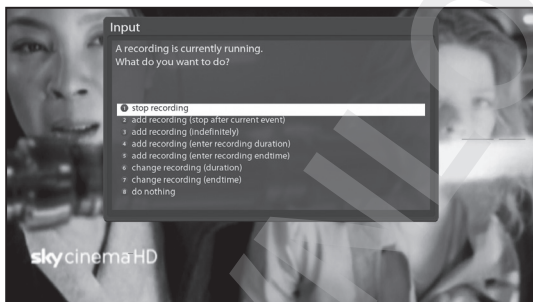 Input
A recording is currently running.
What do you want to do?
1 stop recording
2 add recording (stop after current event)
3 add recording (indefinitely)
4 add recording (enter recording duration)
5 add recording (enter recording endtime)
6 change recording (duration)
7 change recording (endtime)
8 do nothing
sky cinema HD